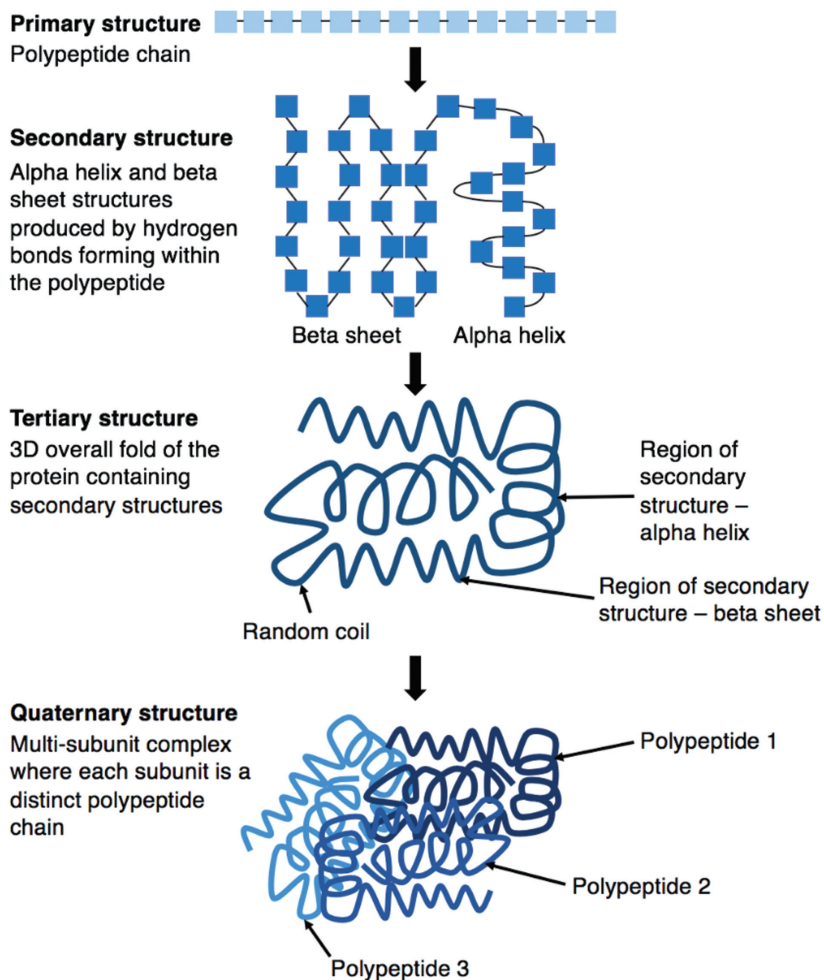 Primary structure
Polypeptide chain
Secondary structure
Alpha helix and beta
sheet structures
produced by hydrogen
bonds forming within
the polypeptide
Beta sheet
Alpha helix
Tertiary structure
3D overall fold of the
protein containing
secondary structures
Region of
secondary
structure –
alpha helix
Region of secondary
structure – beta sheet
Random coil
Quaternary structure
Multi-subunit complex
where each subunit is a
distinct polypeptide
chain
Polypeptide 1
Polypeptide 2
Polypeptide 3